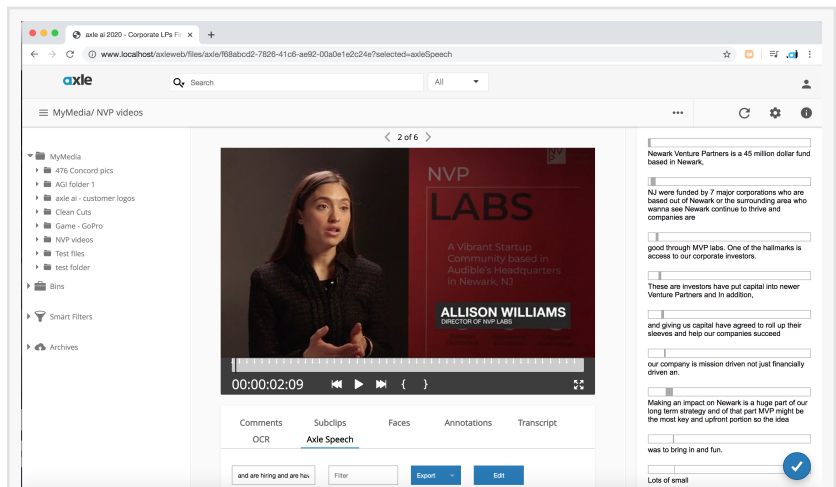 axle ai 2020 - Corporate LPs Fi
www.localhost/axleweb/files/axle/f68abcd2-7826-41c6-ae92-00a0e1e2c24e?selected=axleSpeech
axle
Search
All
MyMedia/ NVP videos
2 of 6
MyMedia
476 Concord pics
AGI folder 1
axle ai - customer logos
Clean Cuts
Game - GoPro
NVP videos
Test files
test folder
Bins
Smart Filters
Archives
NVP
LABS
A Vibrant Startup
Community based in
Audible's Headquarters
in Newark, NJ
ALLISON WILLIAMS
DIRECTOR OF NVP LABS
00:00:02:09
{ }
Comments
Subclips
Faces
Annotations
Transcript
OCR
Axle Speech
and are hiring and are hav
Filter
Export
Edit
Newark Venture Partners is a 45 million dollar fund
based in Newark,
NJ were funded by 7 major corporations who are
based out of Newark or the surrounding area who
wanna see Newark continue to thrive and
companies are
good through MVP labs. One of the hallmarks is
access to our corporate investors.
These are investors have put capital into newer
Venture Partners and In addition,
and giving us capital have agreed to roll up their
sleeves and help our companies succeed
our company is mission driven not just financially
driven an.
Making an impact on Newark is a huge part of our
long term strategy and of that part MVP might be
the most key and upfront portion so the idea
was to bring in and fun.
Lots of small